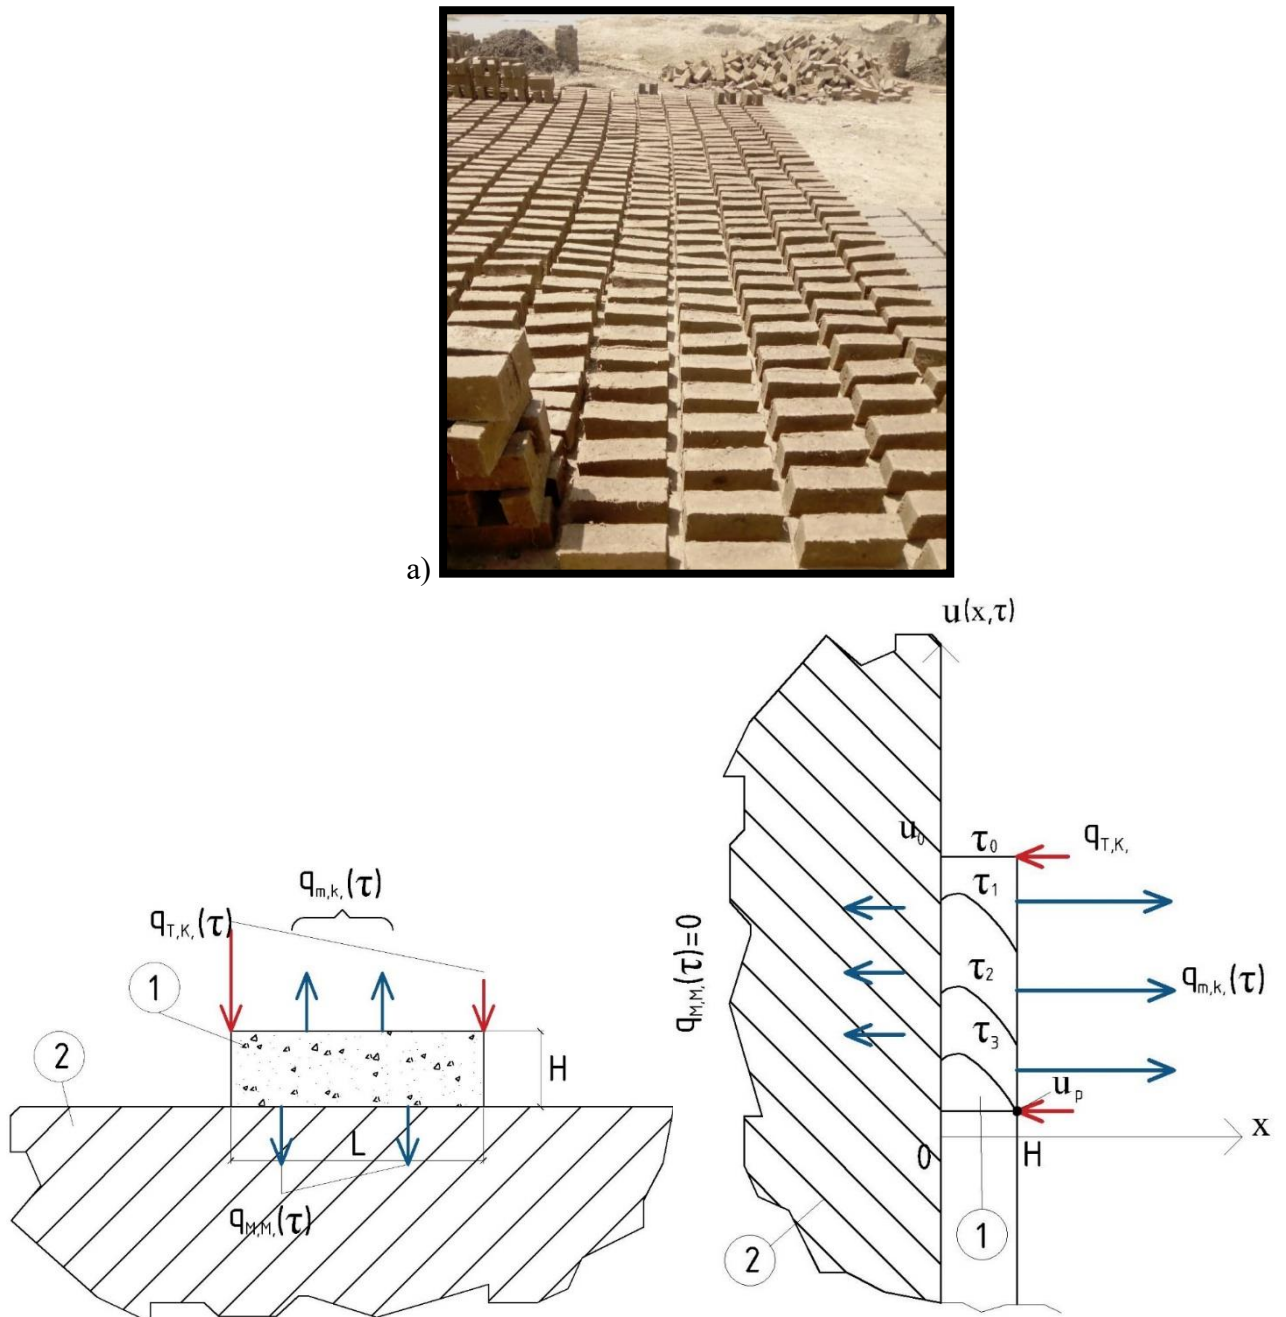 a)
q_{m,k,}(τ)
q_{T,K,}(τ)
1
2
H
L
q_{M,M,}(τ)
u(x,τ)
u_0
τ_0
q_{T,K,}
τ_1
q_{M,M,}(τ)=0
τ_2
q_{m,k,}(τ)
τ_3
u_p
0
H
x
1
2